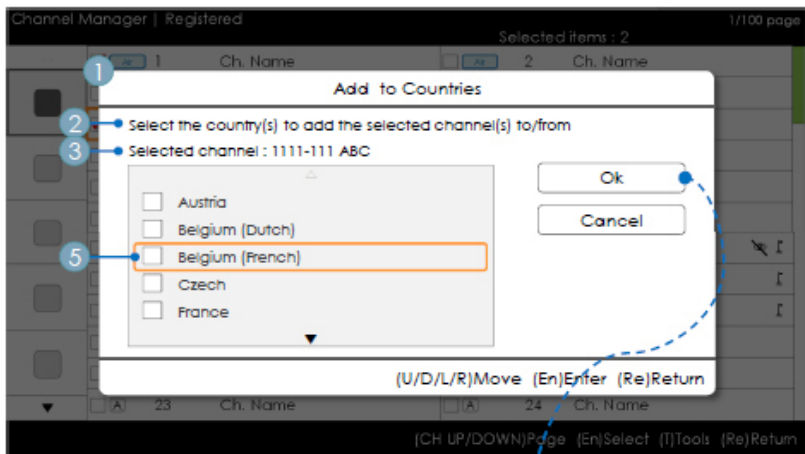 Channel Manager | Registered
1/100 page
Selected items : 2
Air 1 Ch. Name Air 2 Ch. Name
1
Add to Countries
2 Select the country(s) to add the selected channel(s) to/from
3 Selected channel : 1111-111 ABC
Ok
Austria
Cancel
Belgium (Dutch)
5 Belgium (French)
Czech
France
(U/D/L/R)Move (En)Enter (Re)Return
A 23 Ch. Name A 24 Ch. Name
(CH UP/DOWN)Page (En)Select (T)Tools (Re)Return